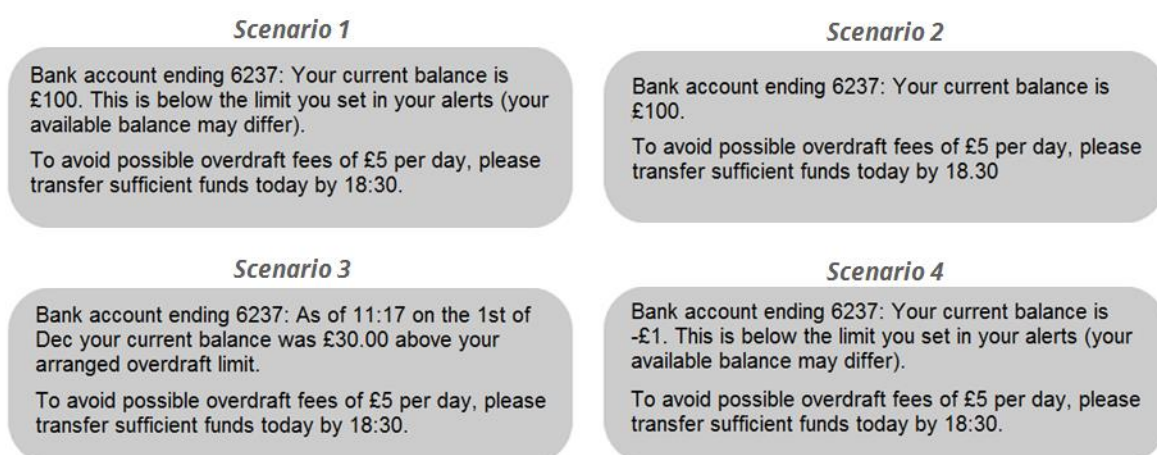 Scenario 1
Bank account ending 6237: Your current balance is
£100. This is below the limit you set in your alerts (your
available balance may differ).
To avoid possible overdraft fees of £5 per day, please
transfer sufficient funds today by 18:30.
Scenario 2
Bank account ending 6237: Your current balance is
£100.
To avoid possible overdraft fees of £5 per day, please
transfer sufficient funds today by 18.30
Scenario 3
Bank account ending 6237: As of 11:17 on the 1st of
Dec your current balance was £30.00 above your
arranged overdraft limit.
To avoid possible overdraft fees of £5 per day, please
transfer sufficient funds today by 18:30.
Scenario 4
Bank account ending 6237: Your current balance is
-£1. This is below the limit you set in your alerts (your
available balance may differ).
To avoid possible overdraft fees of £5 per day, please
transfer sufficient funds today by 18:30.